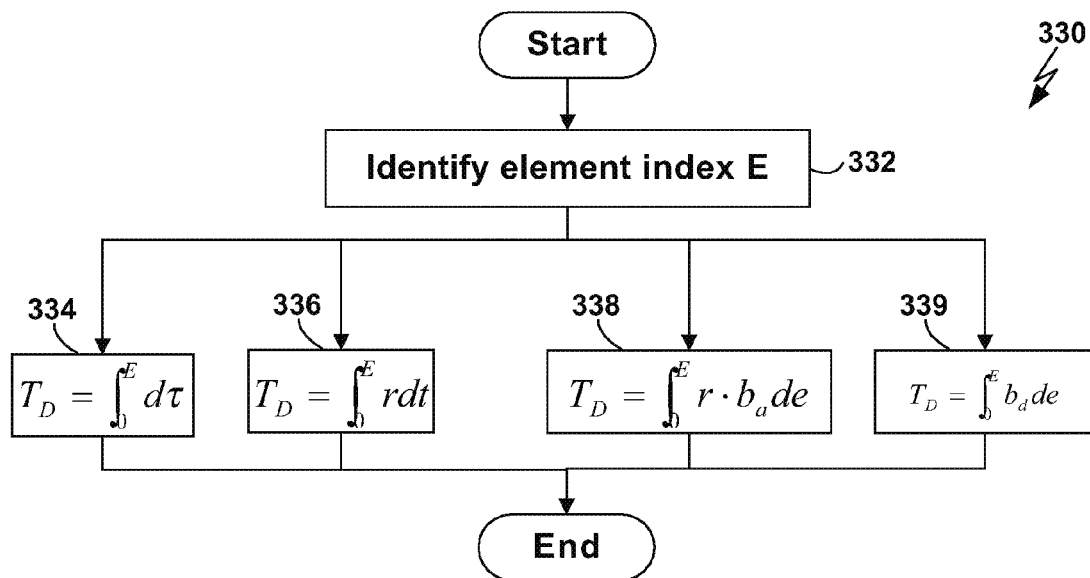 Start
330
Identify element index E
332
334
336
338
339
T_D = ∫_0^E dτ
T_D = ∫_0^E rdt
T_D = ∫_0^E r · b_a de
T_D = ∫_0^E b_d de
End